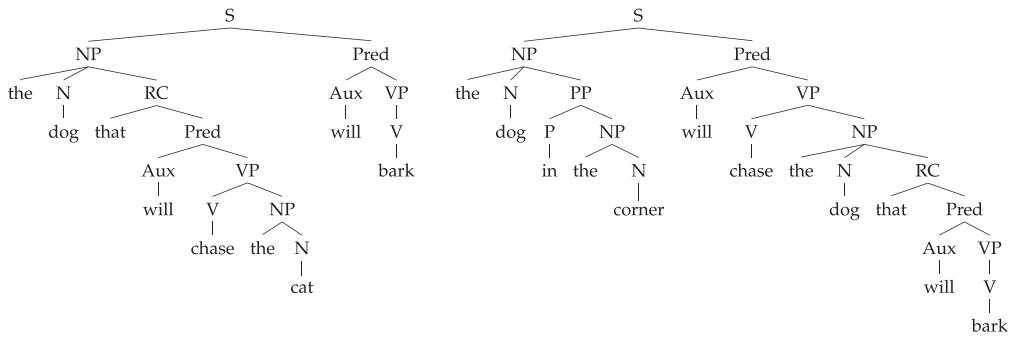 S S
NP Pred NP Pred
the N RC Aux VP the N PP Aux VP
dog that Pred will V dog P NP will V NP
Aux VP bark in the N chase the N RC
will V NP corner dog that Pred
chase the N Aux VP
cat will V
bark